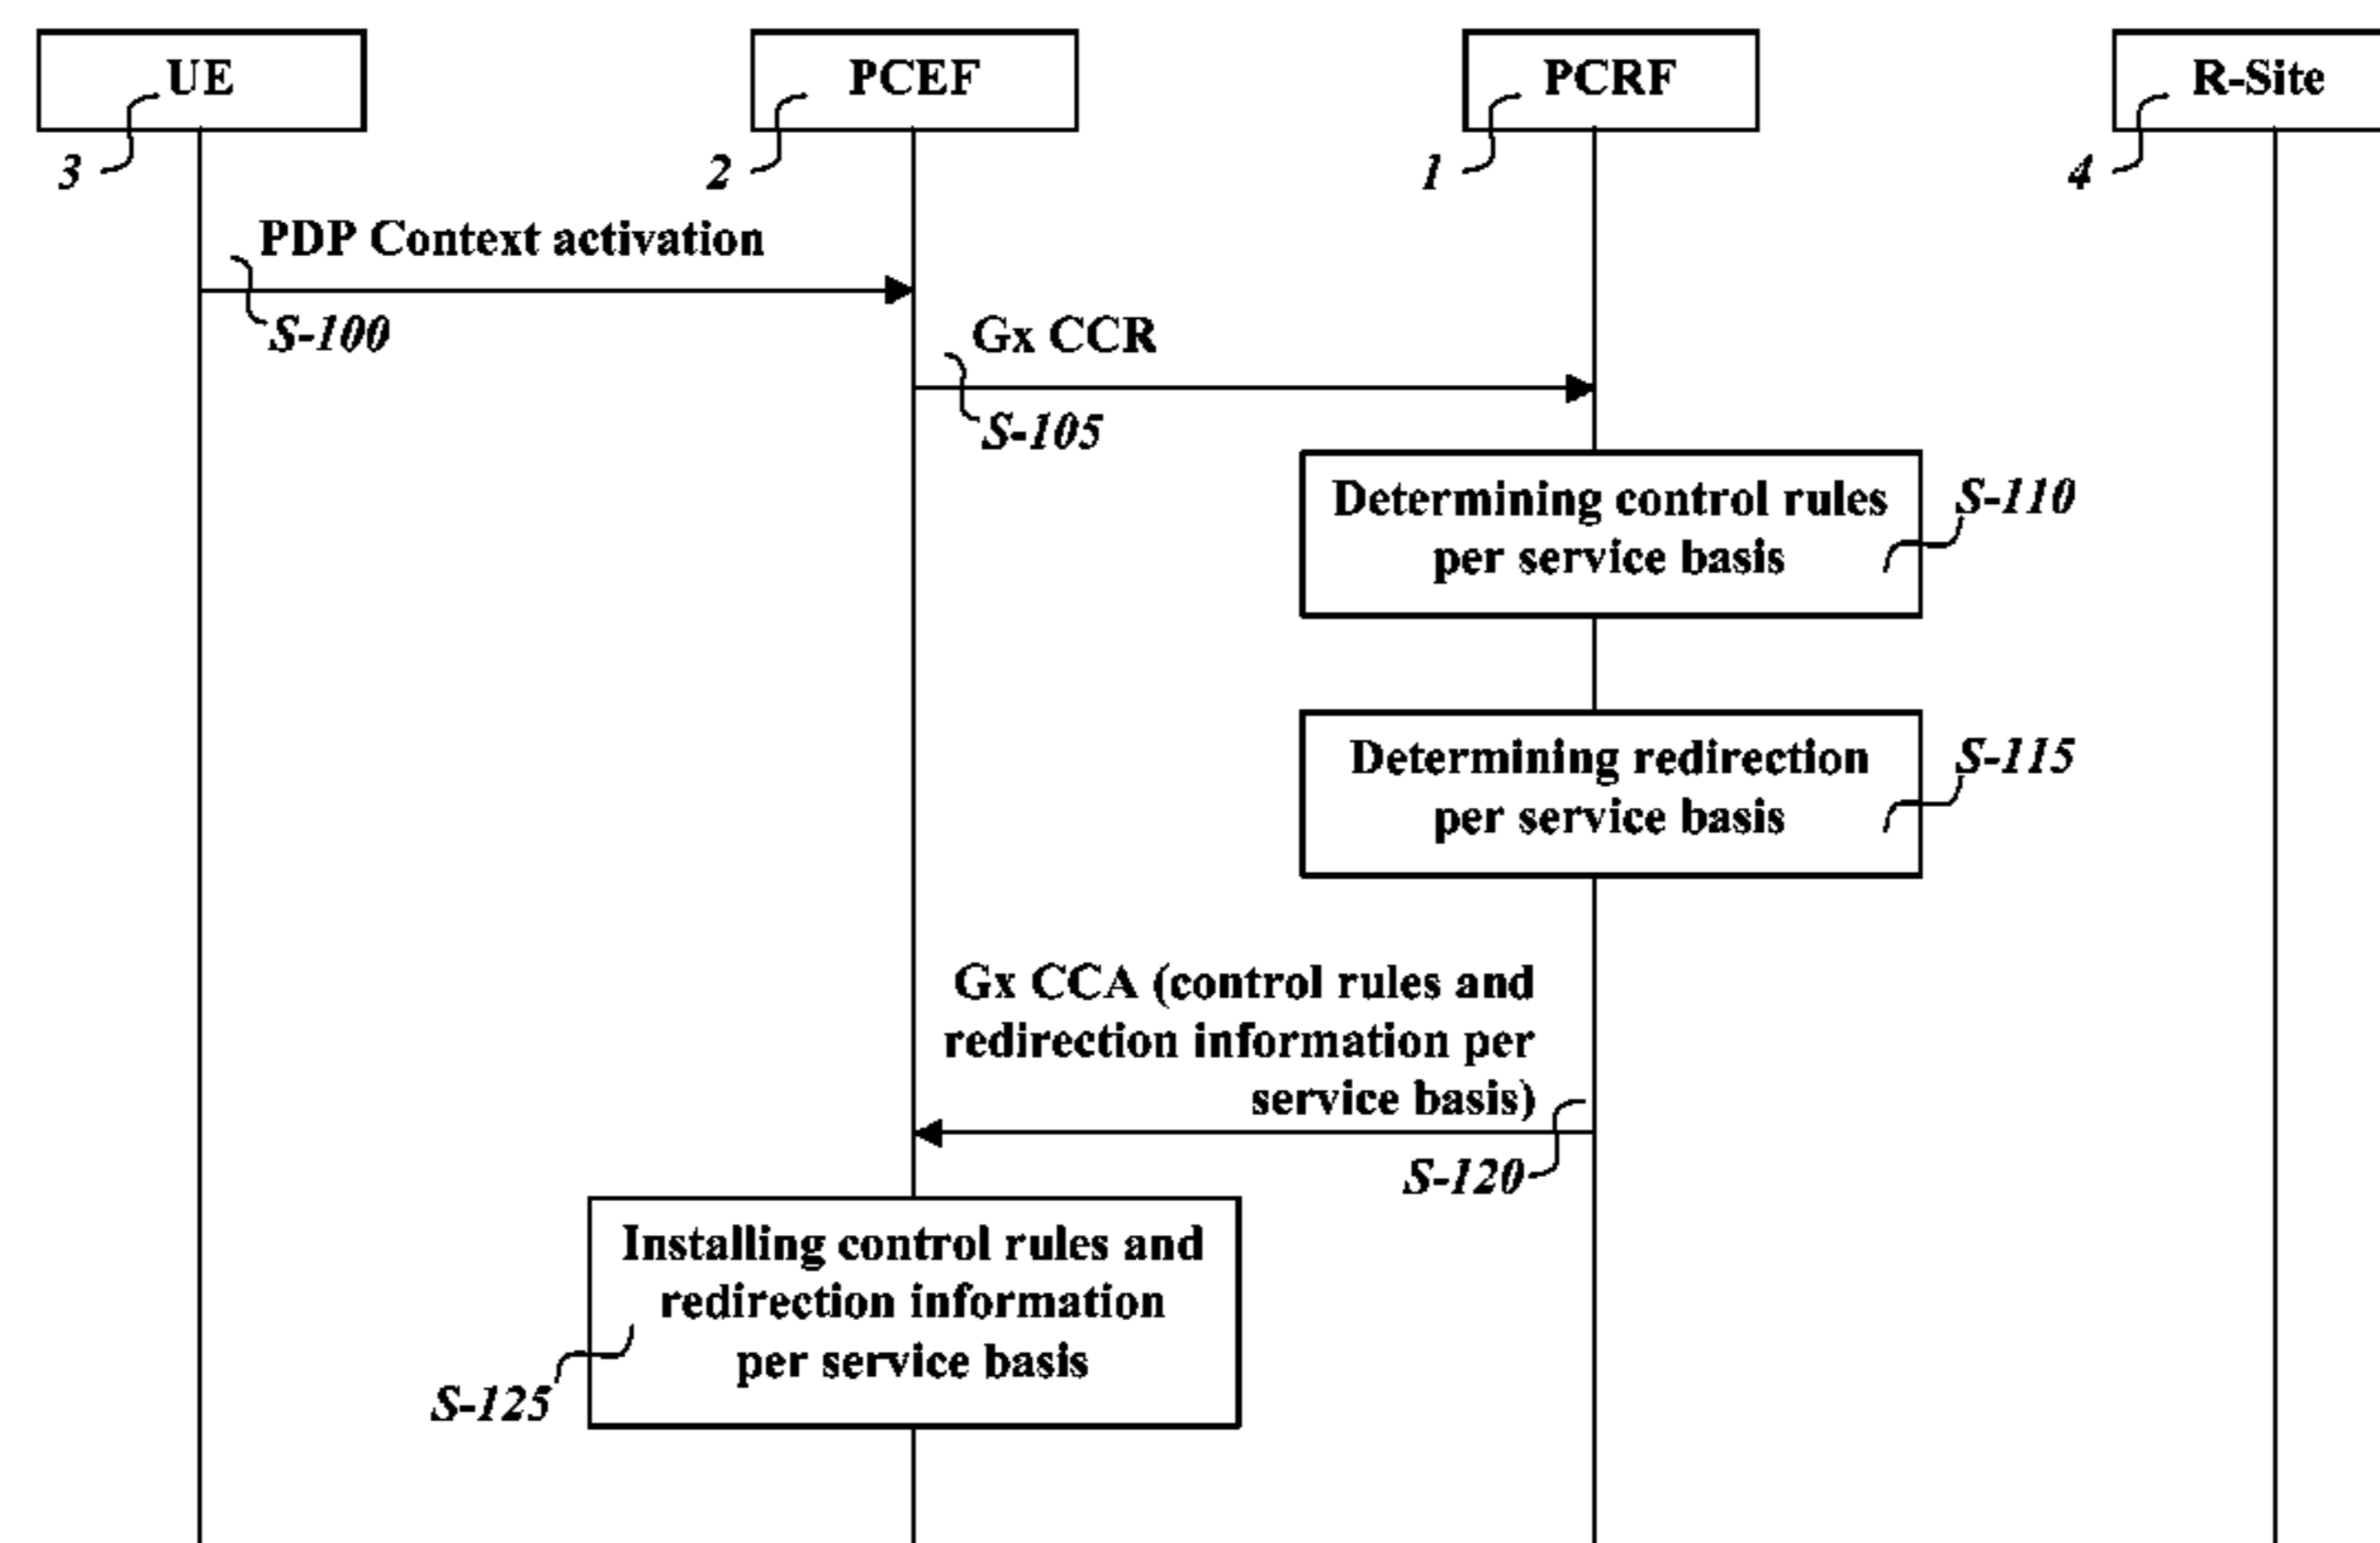 UE
PCEF
PCRF
R-Site
3
2
1
4
PDP Context activation
S-100
Gx CCR
S-105
Determining control rules
per service basis
S-110
Determining redirection
per service basis
S-115
Gx CCA (control rules and
redirection information per
service basis)
S-120
Installing control rules and
redirection information
per service basis
S-125